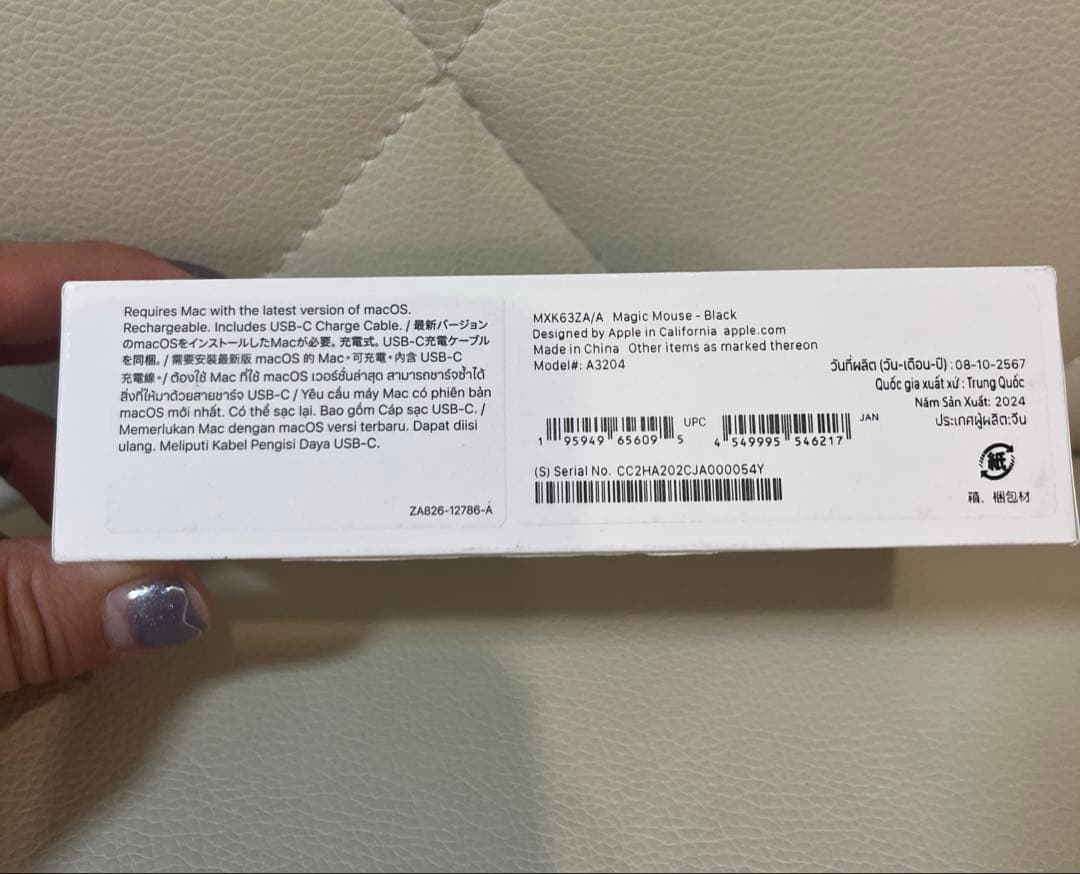 Requires Mac with the latest version of macOS.
Rechargeable. Includes USB-C Charge Cable. / 最新バージョン
のmacOSをインストールしたMacが必要。充電式。USB-C充電ケーブル
を同梱。/ 需要安裝最新版 macOS 的 Mac。可充電。內含 USB-C
充電線。/ ต้องใช้ Mac ที่ใช้ macOS เวอร์ชั่นล่าสุด สามารถชาร์จซ้ำได้
สิ่งที่ให้มาด้วยสายชาร์จ USB-C / Yêu cầu máy Mac có phiên bản
macOS mới nhất. Có thể sạc lại. Bao gồm Cáp sạc USB-C. /
Memerlukan Mac dengan macOS versi terbaru. Dapat diisi
ulang. Meliputi Kabel Pengisi Daya USB-C.
ZA826-12786-A
MXK63ZA/A Magic Mouse - Black
Designed by Apple in California apple.com
Made in China Other items as marked thereon
Model#: A3204
วันที่ผลิต (วัน-เดือน-ปี) : 08-10-2567
Quốc gia xuất xứ : Trung Quốc
Năm Sản Xuất: 2024
ประเทศผู้ผลิต:จีน
1 95949 65609 5 UPC
4 549995 546217 JAN
(S) Serial No. CC2HA202CJA000054Y
紙
箱、梱包材